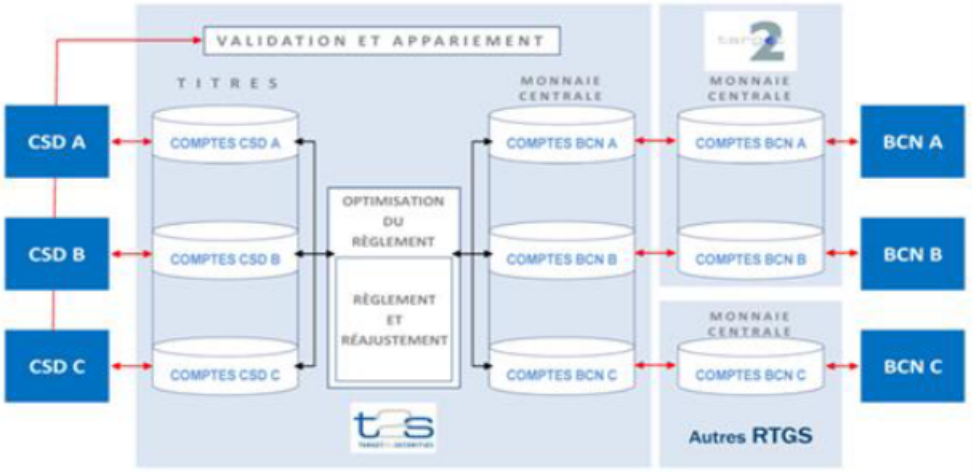 VALIDATION ET APPARIEMENT
TITRES
MONNAIE
CENTRALE
2
MONNAIE
CENTRALE
CSD A
COMPTES CSD A
COMPTES BCN A
COMPTES BCN A
BCN A
OPTIMISATION
DU
RÈGLEMENT
CSD B
COMPTES CSD B
COMPTES BCN B
COMPTES BCN B
BCN B
RÈGLEMENT
ET
RÉAJUSTEMENT
MONNAIE
CENTRALE
CSD C
COMPTES CSD C
COMPTES BCN C
COMPTES BCN C
BCN C
t2s
Autres RTGS